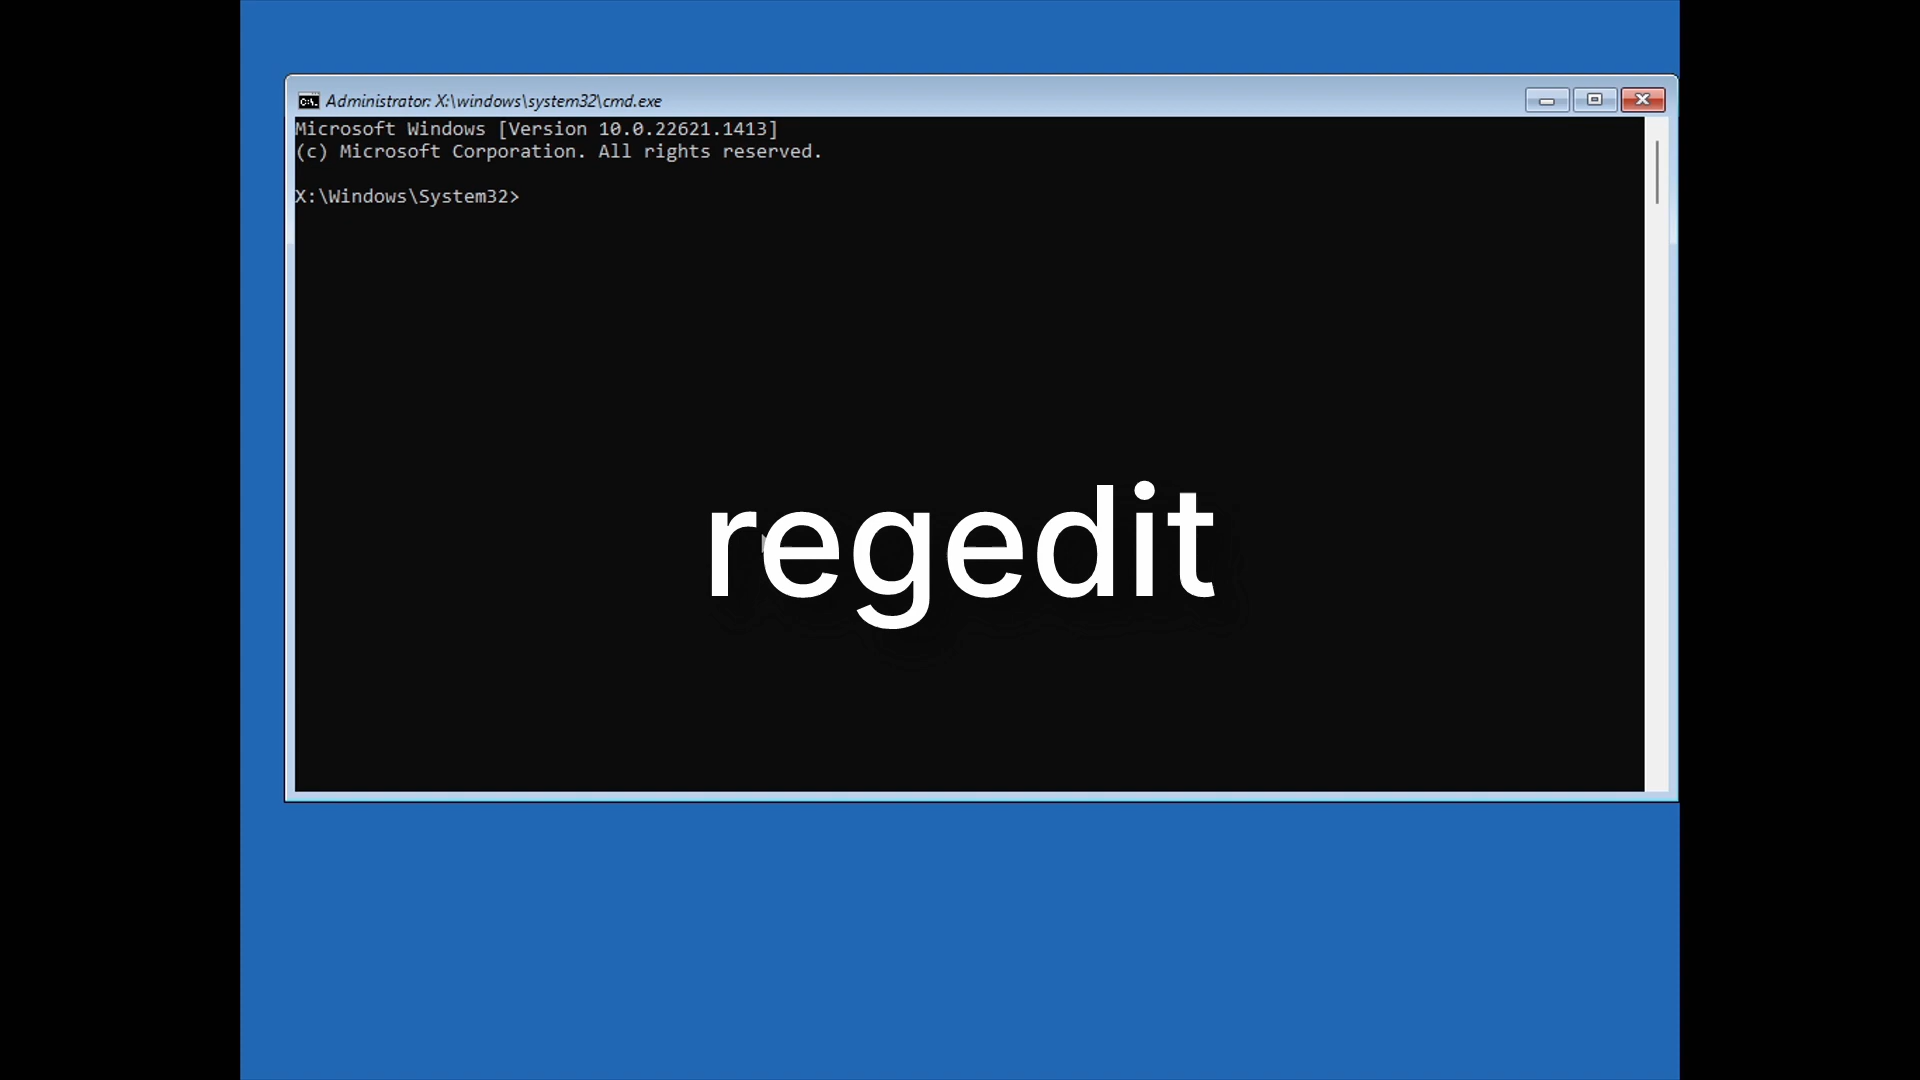 Administrator: X:\windows\system32\cmd.exe
Microsoft Windows [Version 10.0.22621.1413]
(c) Microsoft Corporation. All rights reserved.
X:\Windows\System32>
regedit